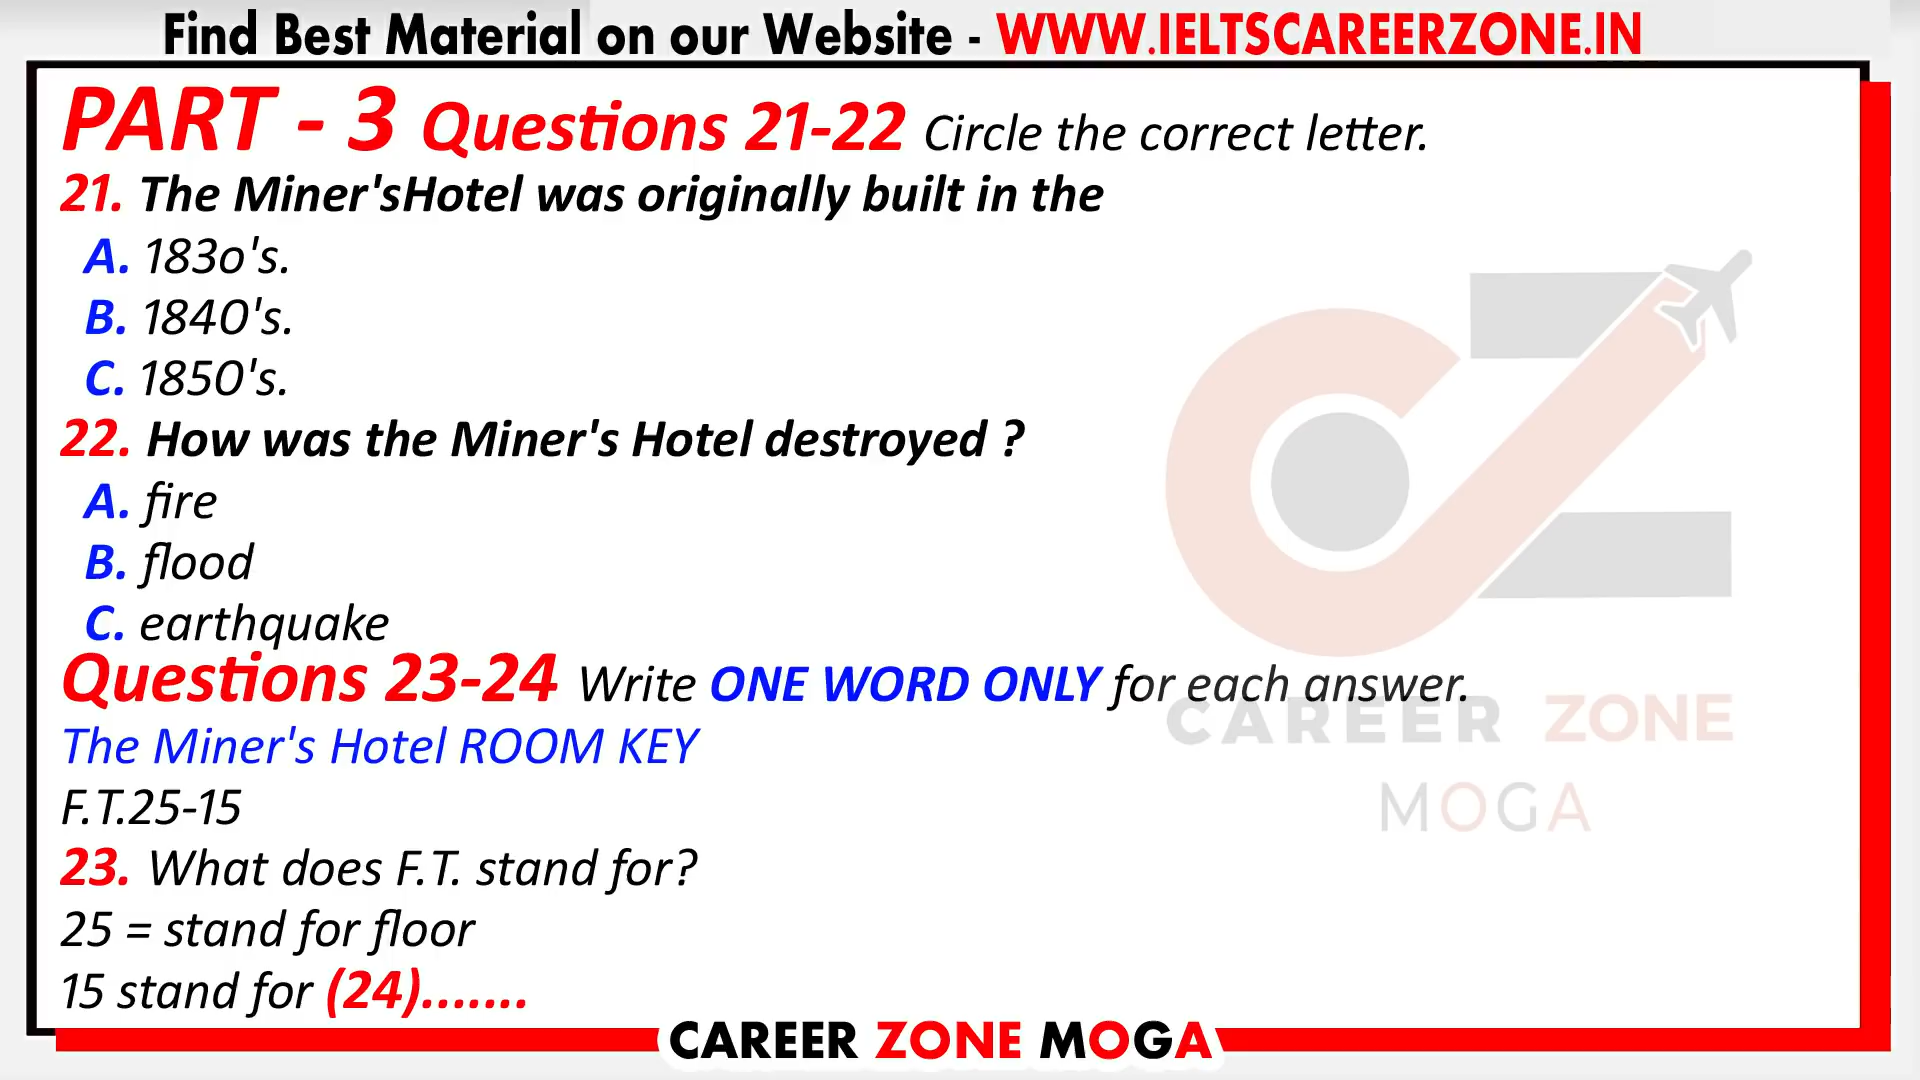 Find Best Material on our Website - WWW.IELTSCAREERZONE.IN
PART - 3 Questions 21-22 Circle the correct letter.
21. The Miner'sHotel was originally built in the
A. 183o's.
B. 184O's.
C. 185O's.
22. How was the Miner's Hotel destroyed ?
A. fire
B. flood
C. earthquake
Questions 23-24 Write ONE WORD ONLY for each answer.
The Miner's Hotel ROOM KEY
F.T.25-15
23. What does F.T. stand for?
25 = stand for floor
15 stand for (24).......
CAREER ZONE
MOGA
CAREER ZONE MOGA